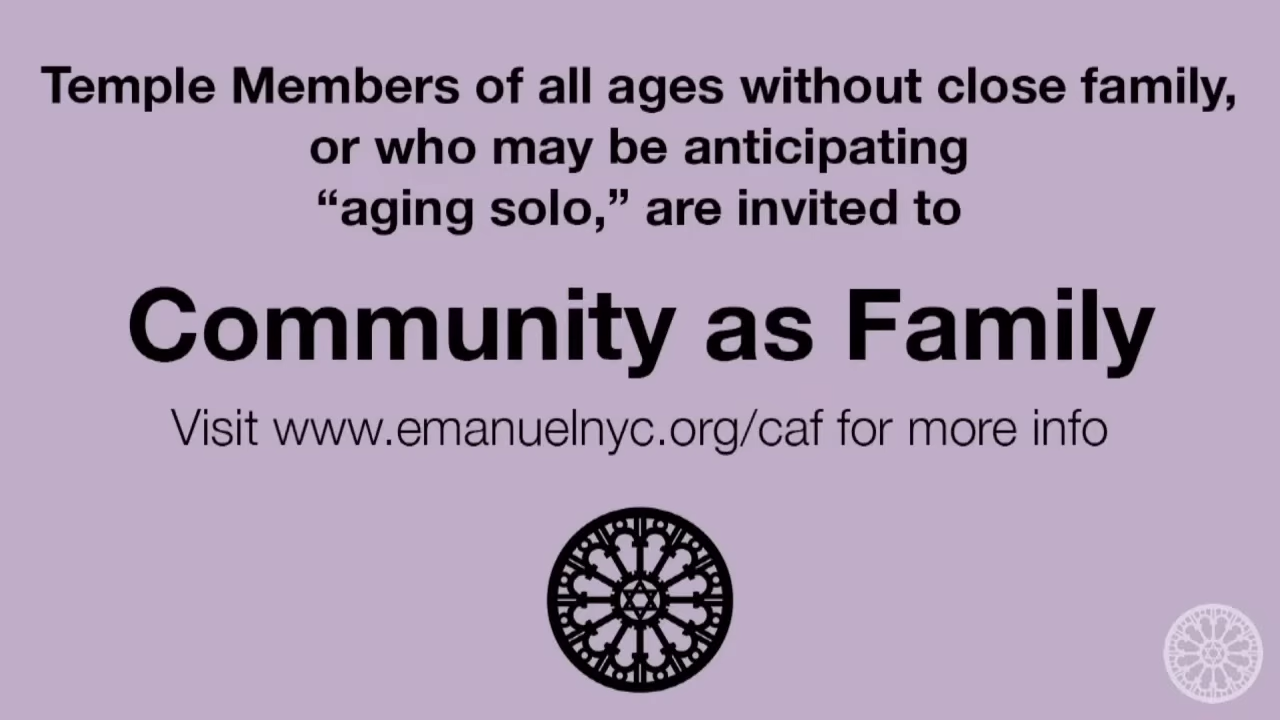 Temple Members of all ages without close family,
or who may be anticipating
“aging solo,” are invited to
Community as Family
Visit www.emanuelnyc.org/caf for more info